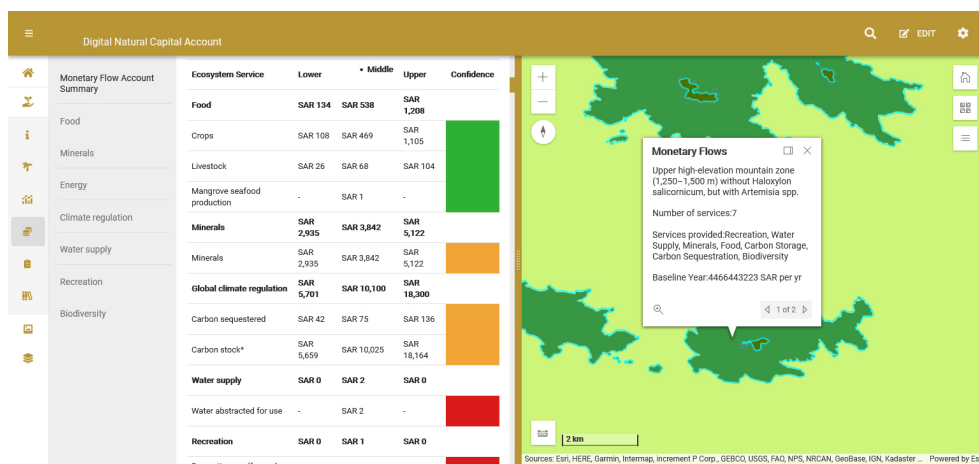 Digital Natural Capital Account
EDIT
Monetary Flow Account
Summary
Food
Minerals
Energy
Climate regulation
Water supply
Recreation
Biodiversity
Ecosystem Service Lower • Middle Upper Confidence
Food SAR 134 SAR 538 SAR 1,208
Crops SAR 108 SAR 469 SAR 1,105
Livestock SAR 26 SAR 68 SAR 104
Mangrove seafood production - SAR 1 -
Minerals SAR 2,935 SAR 3,842 SAR 5,122
Minerals SAR 2,935 SAR 3,842 SAR 5,122
Global climate regulation SAR 5,701 SAR 10,100 SAR 18,300
Carbon sequestered SAR 42 SAR 75 SAR 136
Carbon stock* SAR 5,659 SAR 10,025 SAR 18,164
Water supply SAR 0 SAR 2 SAR 0
Water abstracted for use - SAR 2 -
Recreation SAR 0 SAR 1 SAR 0
Monetary Flows
Upper high-elevation mountain zone
(1,250–1,500 m) without Haloxylon
salicornicum, but with Artemisia spp.
Number of services:7
Services provided:Recreation, Water
Supply, Minerals, Food, Carbon Storage,
Carbon Sequestration, Biodiversity
Baseline Year:4466443223 SAR per yr
1 of 2
2 km
Sources: Esri, HERE, Garmin, Intermap, increment P Corp., GEBCO, USGS, FAO, NPS, NRCAN, GeoBase, IGN, Kadaster ... Powered by Es